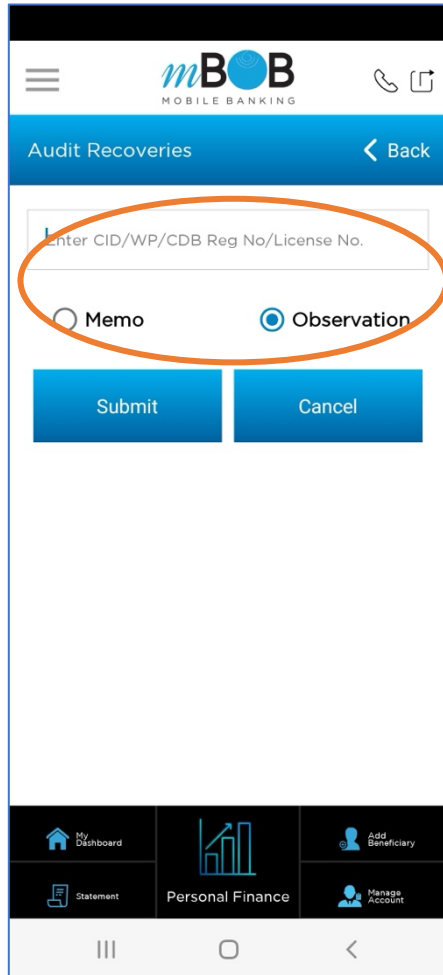 mBOB
MOBILE BANKING
Audit Recoveries
Back
Enter CID/WP/CDB Reg No/License No.
Memo
Observation
Submit
Cancel
My
Dashboard
Add
Beneficiary
Statement
Personal Finance
Manage
Account